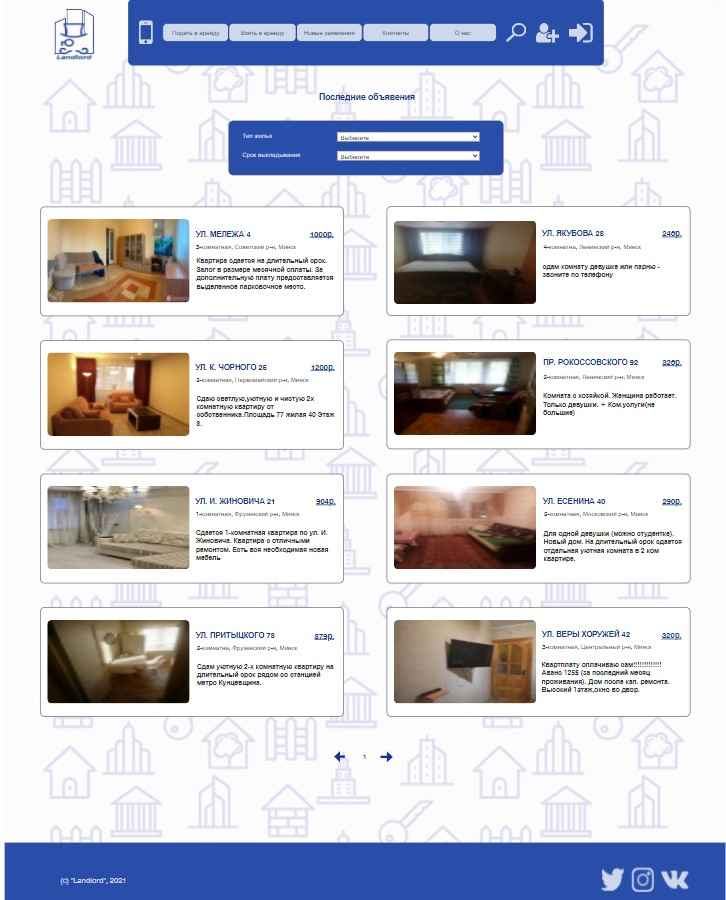 Landlord
Подать в аренду
Взять в аренду
Новые заявления
Контакты
О нас
Последние объявения
Тип жилья
Выберите
Срок выкладывания
Выберите
УЛ. МЕЛЕЖА 4
1000р.
3-комнатная, Советский р-н, Минск
Квартира сдается на длительный срок.
Залог в размере месячной оплаты. За
дополнительную плату предоставляется
выделенное парковочное место.
УЛ. ЯКУБОВА 28
246р.
4-комнатна, Ленинский р-н, Минск
сдам комнату девушке или парню -
звоните по телефону
УЛ. К. ЧОРНОГО 26
1200р.
2-комнатная, Первомайский р-н, Минск
Сдаю светлую,уютную и чистую 2х
комнатную квартиру от
собственника.Площадь 77 жилая 40 Этаж
8.
ПР. РОКОССОВСКОГО 92
326р.
2-комнатная, Ленинский р-н, Минск
Комната с хозяйкой. Женщина работает.
Только девушки. + Ком.услуги(не
большие)
УЛ. И. ЖИНОВИЧА 21
904р.
1-комнатная, Фрузенский р-н, Минск
Сдается 1-комнатная квартира по ул. И.
Жиновича. Квартира с отличными
ремонтом. Есть вся необходимая новая
мебель
УЛ. ЕСЕНИНА 40
290р.
2-комнатная, Московский р-н, Минск
Для одной девушки (можно студентке).
Новый дом. На длительный срок одается
отдельная уютная комната в 2 ком
квартире.
УЛ. ПРИТЫЦКОГО 78
879р.
2-комнатна, Фрузенский р-н, Минск
Сдам уютную 2-х комнатную квартиру на
длительный срок рядом со станцией
метро Кунцевщина.
УЛ. ВЕРЫ ХОРУЖЕЙ 42
320р.
3-комнатная, Центральный р-н, Минск
Квартплату оплачиваю сам!!!!!!!!!!!!!
Аванс 125$ (за последний месяц
проживания). Дом после кап. ремонта.
Высокий 1этаж,окно во двор.
1
(c) "Landlord", 2021